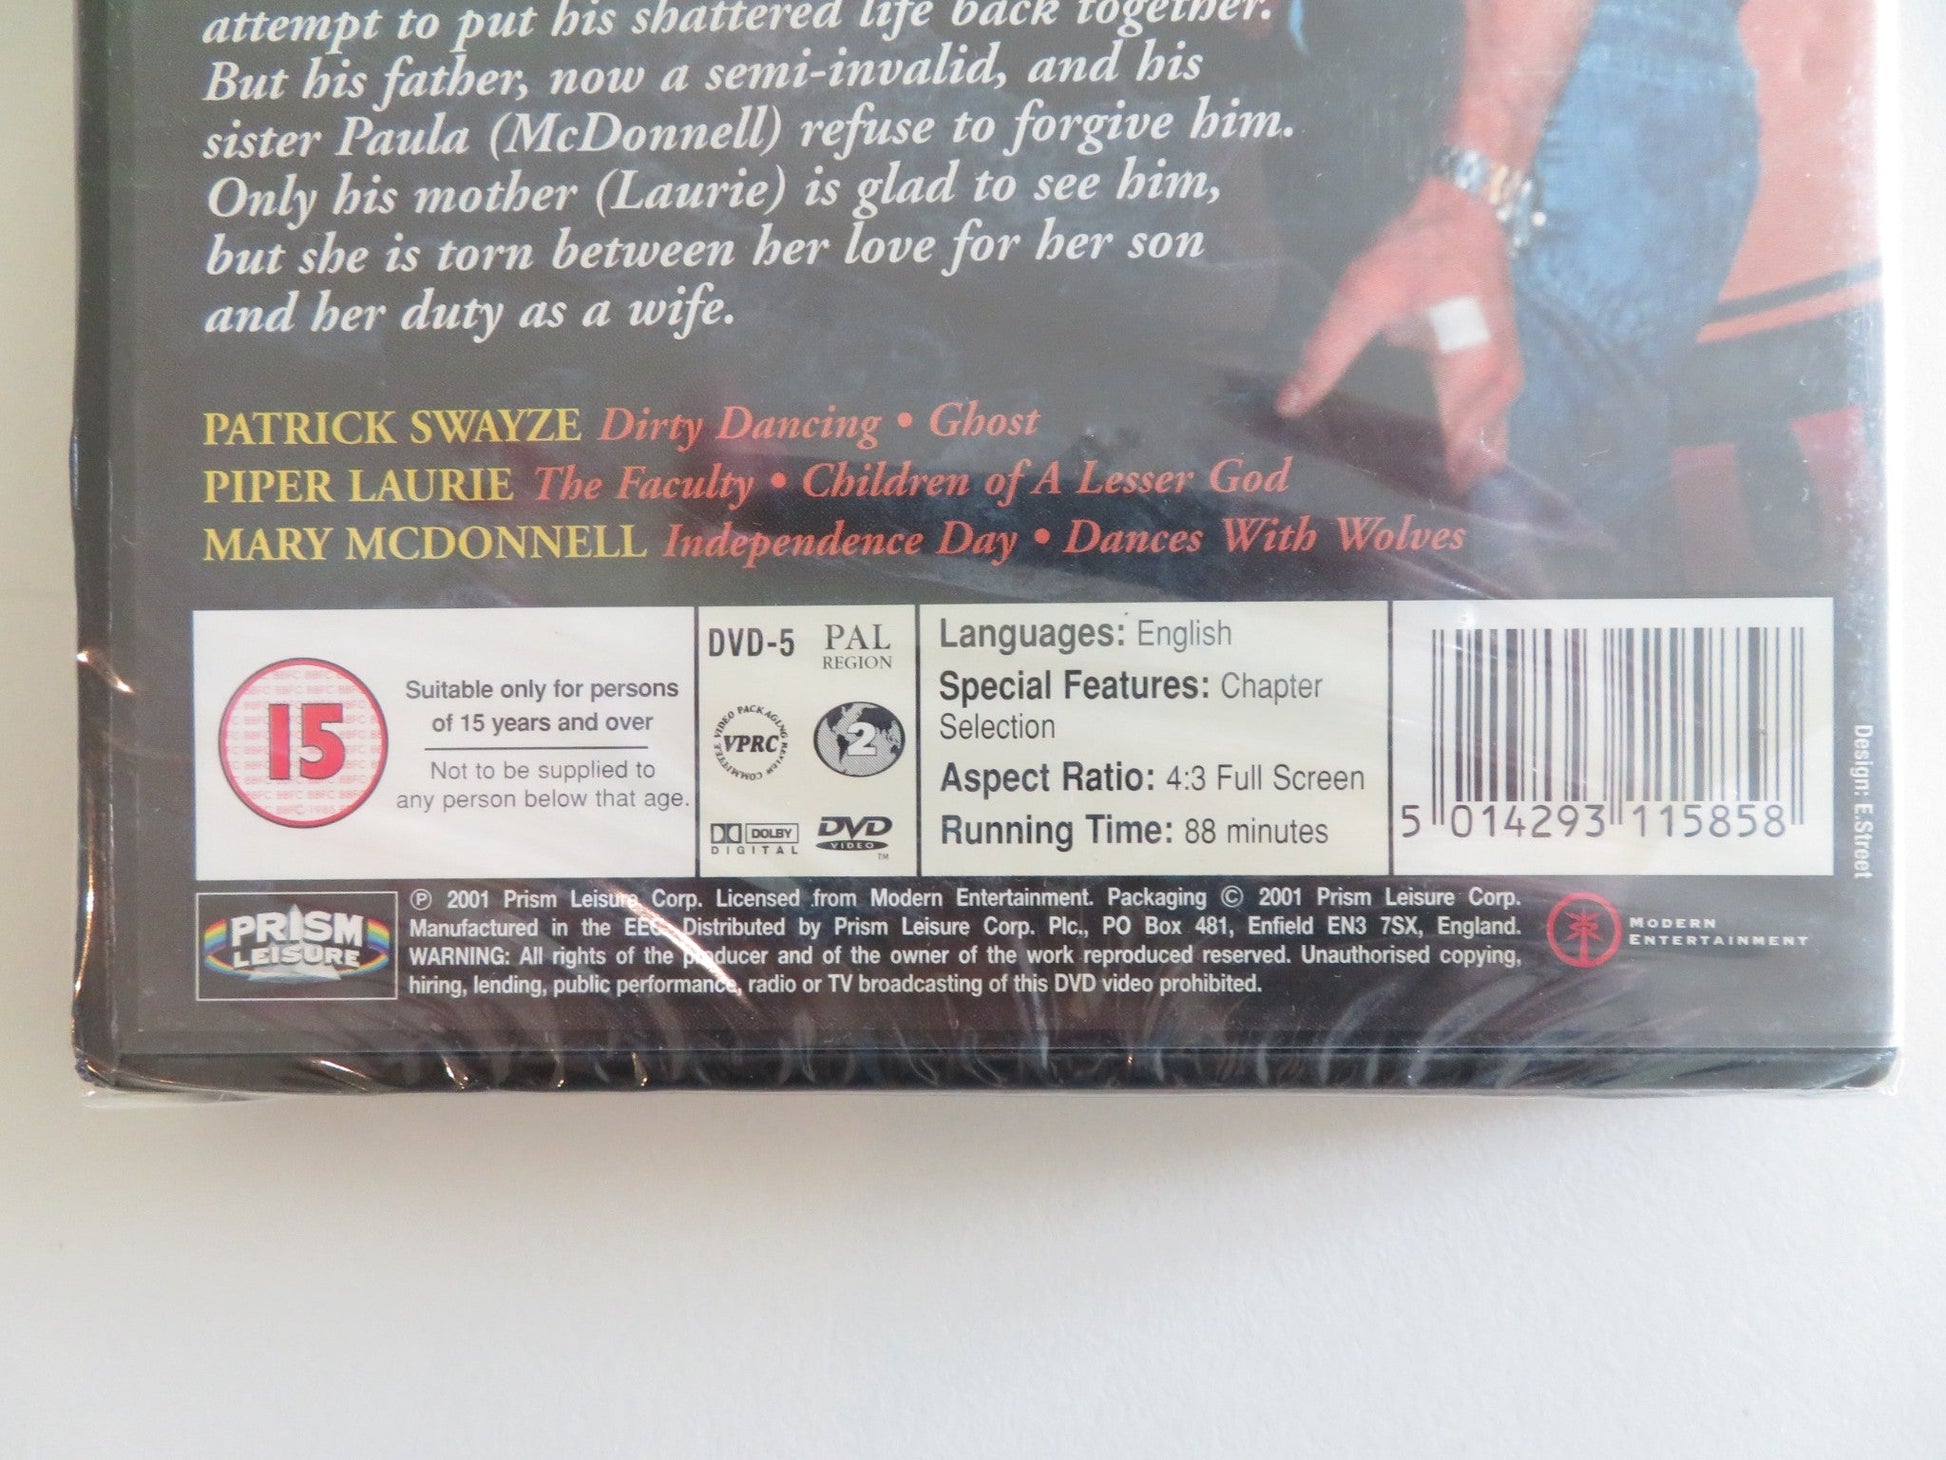 attempt to put his shattered life back together.
But his father, now a semi-invalid, and his
sister Paula (McDonnell) refuse to forgive him.
Only his mother (Laurie) is glad to see him,
but she is torn between her love for her son
and her duty as a wife.
PATRICK SWAYZE Dirty Dancing • Ghost
PIPER LAURIE The Faculty • Children of A Lesser God
MARY MCDONNELL Independence Day • Dances With Wolves
15
Suitable only for persons
of 15 years and over
Not to be supplied to
any person below that age.
DVD-5 PAL
REGION
VIDEO PACKAGING REVIEW COMMITTEE
VPRC
2
DOLBY
DIGITAL
DVD
VIDEO
TM
Languages: English
Special Features: Chapter
Selection
Aspect Ratio: 4:3 Full Screen
Running Time: 88 minutes
5 014293 115858
Design: E.Street
PRISM
LEISURE
Ⓟ 2001 Prism Leisure Corp. Licensed from Modern Entertainment. Packaging © 2001 Prism Leisure Corp.
Manufactured in the EEC. Distributed by Prism Leisure Corp. Plc., PO Box 481, Enfield EN3 7SX, England.
WARNING: All rights of the producer and of the owner of the work reproduced reserved. Unauthorised copying,
hiring, lending, public performance, radio or TV broadcasting of this DVD video prohibited.
MODERN
ENTERTAINMENT